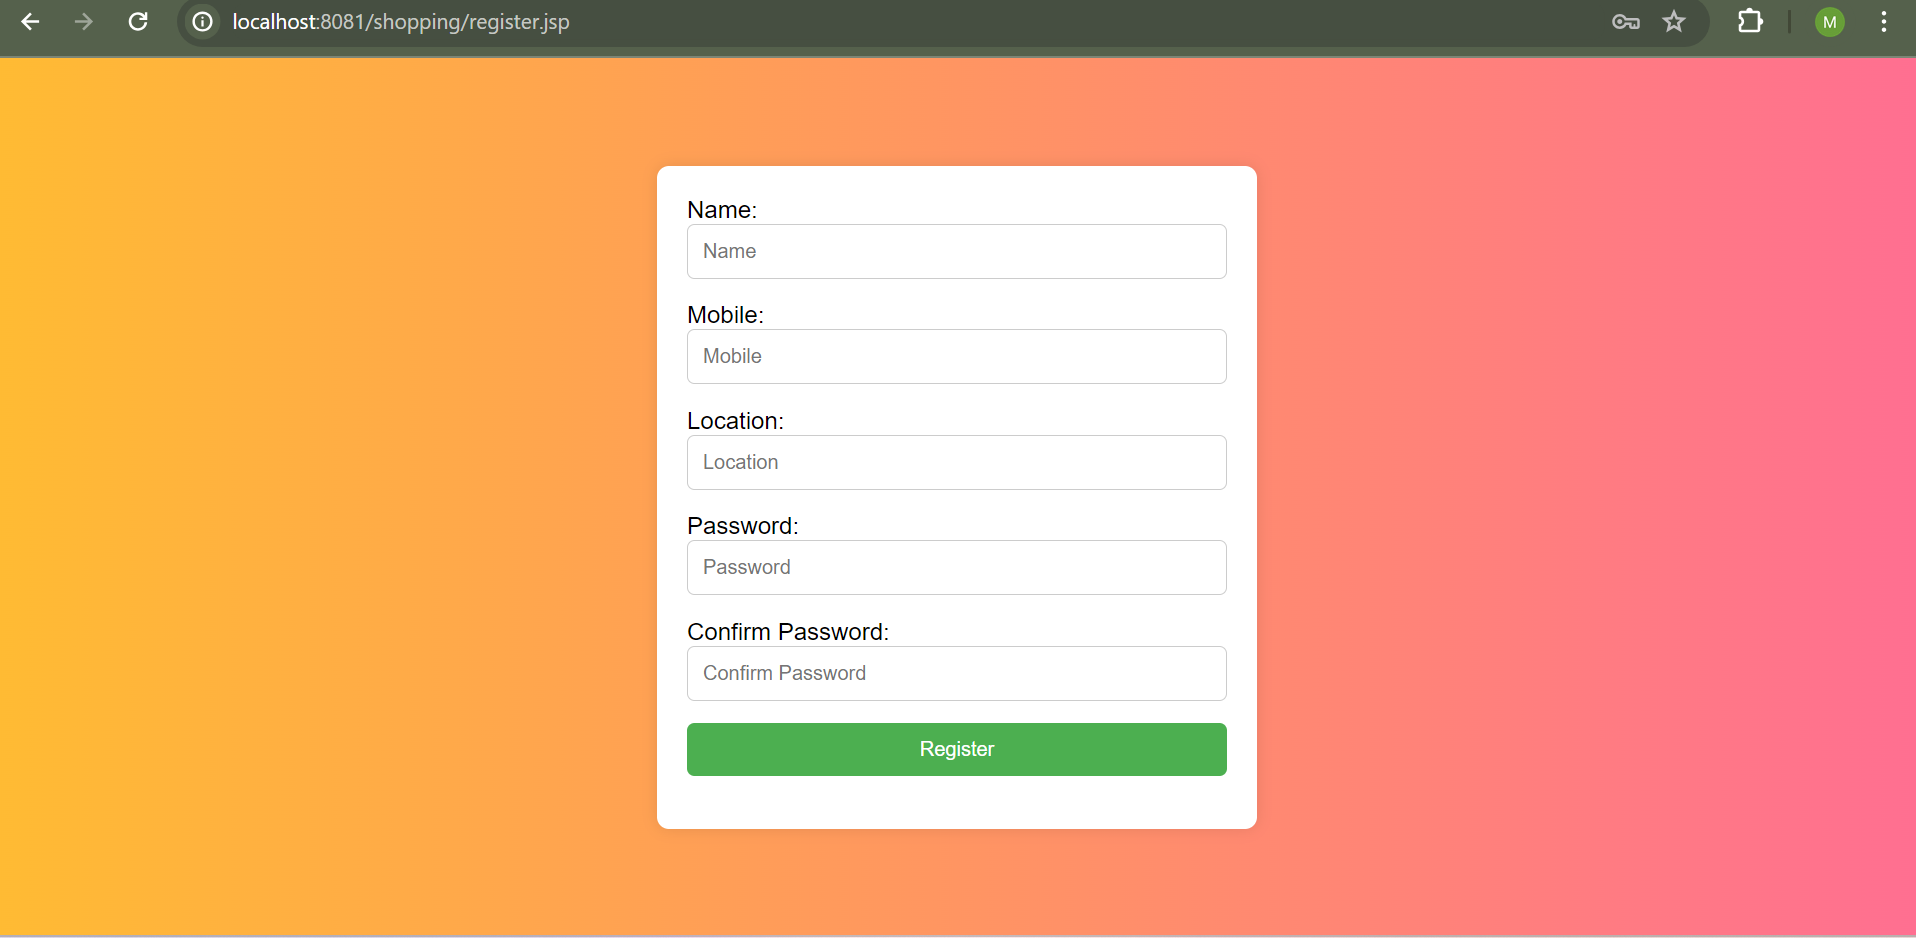 localhost:8081/shopping/register.jsp
M
Name:
Name
Mobile:
Mobile
Location:
Location
Password:
Password
Confirm Password:
Confirm Password
Register